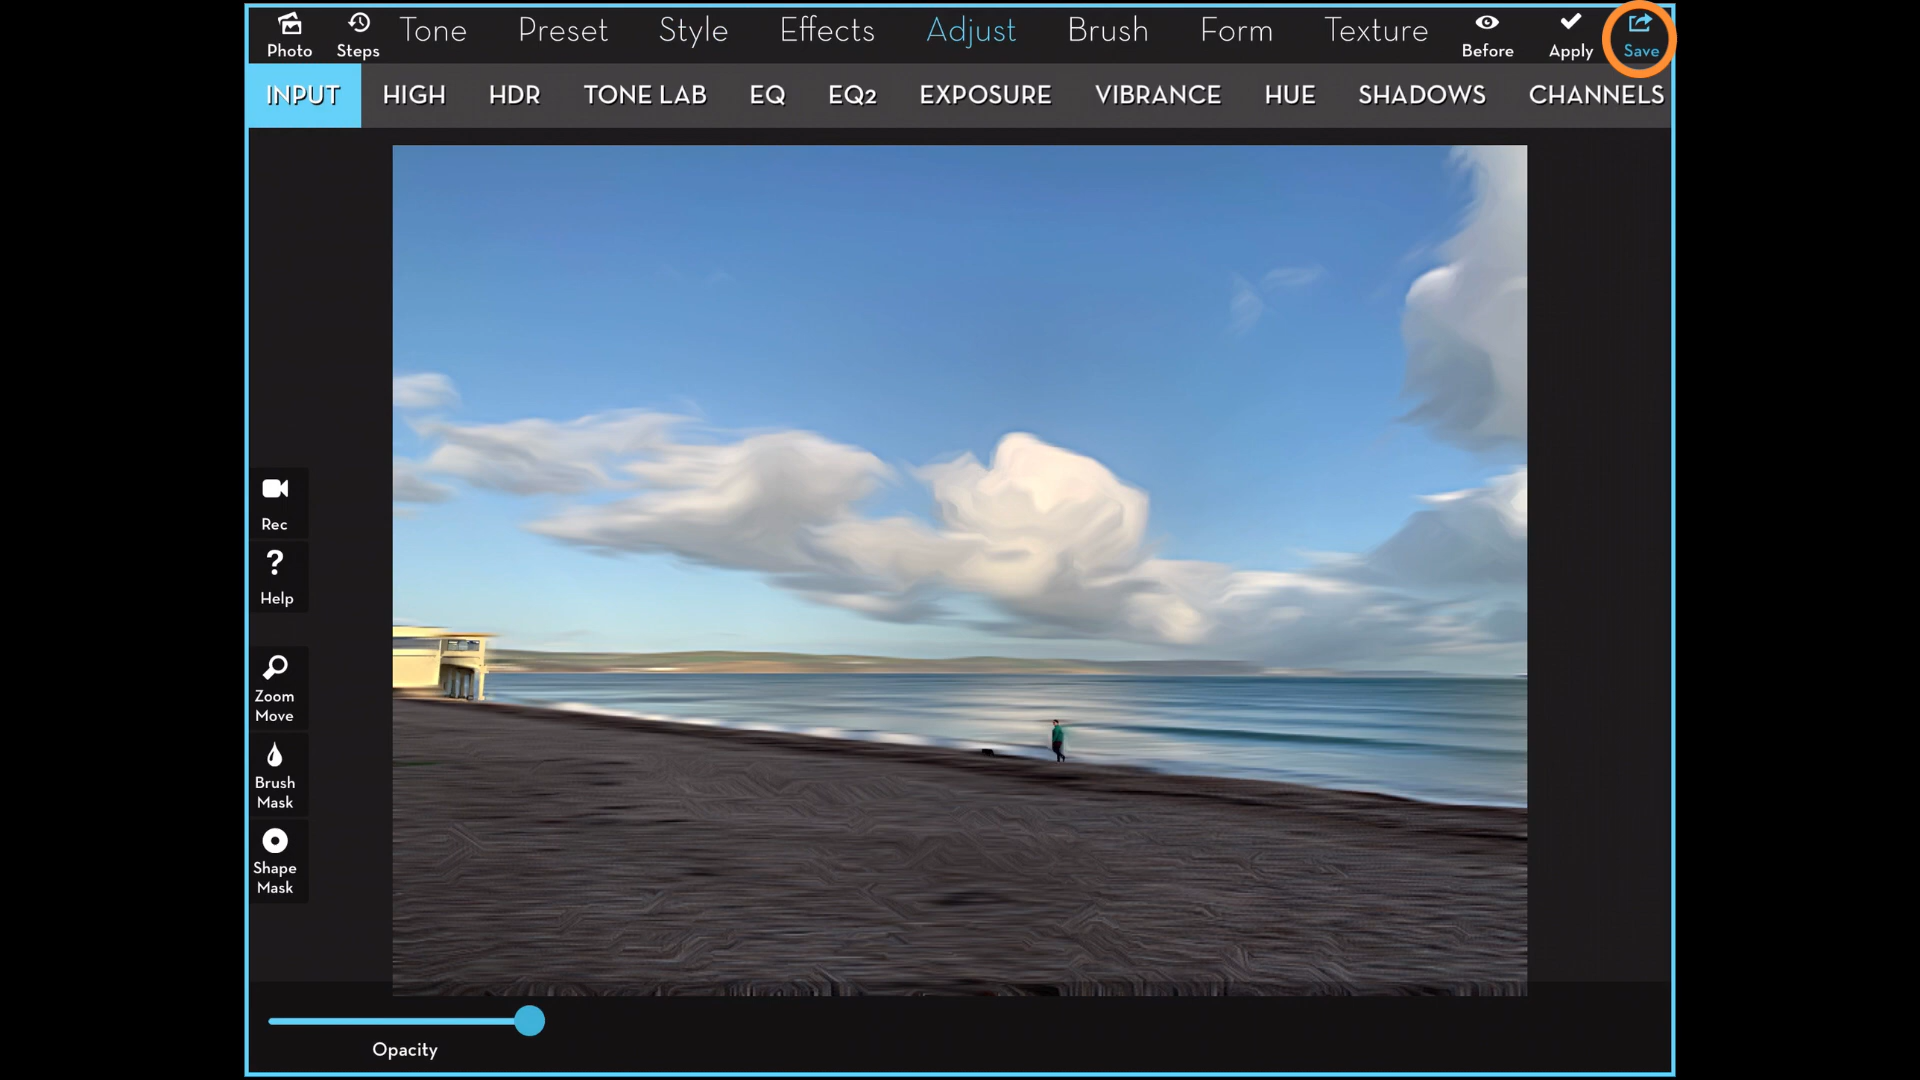 Photo Steps Tone Preset Style Effects Adjust Brush Form Texture Before Apply Save
INPUT HIGH HDR TONE LAB EQ EQ2 EXPOSURE VIBRANCE HUE SHADOWS CHANNELS
Rec
?
Help
Zoom
Move
Brush
Mask
Shape
Mask
Opacity